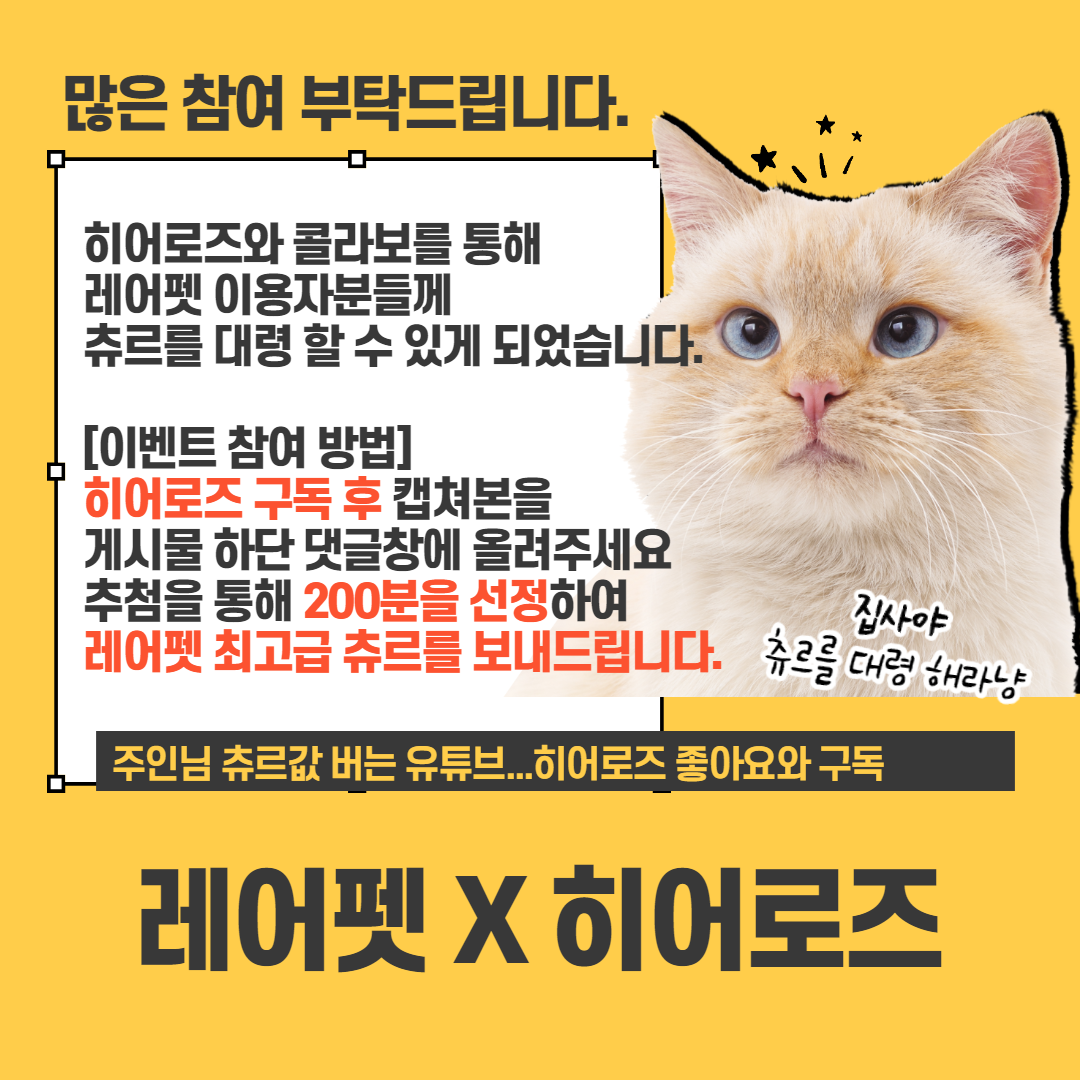 많은 참여 부탁드립니다.
히어로즈와 콜라보를 통해
레어펫 이용자분들께
츄르를 대령 할 수 있게 되었습니다.
[이벤트 참여 방법]
히어로즈 구독 후 캡쳐본을
게시물 하단 댓글창에 올려주세요
추첨을 통해 200분을 선정하여
레어펫 최고급 츄르를 보내드립니다.
집사야
츄르를 대령 해라냥
주인님 츄르값 버는 유튜브...히어로즈 좋아요와 구독
레어펫 X 히어로즈